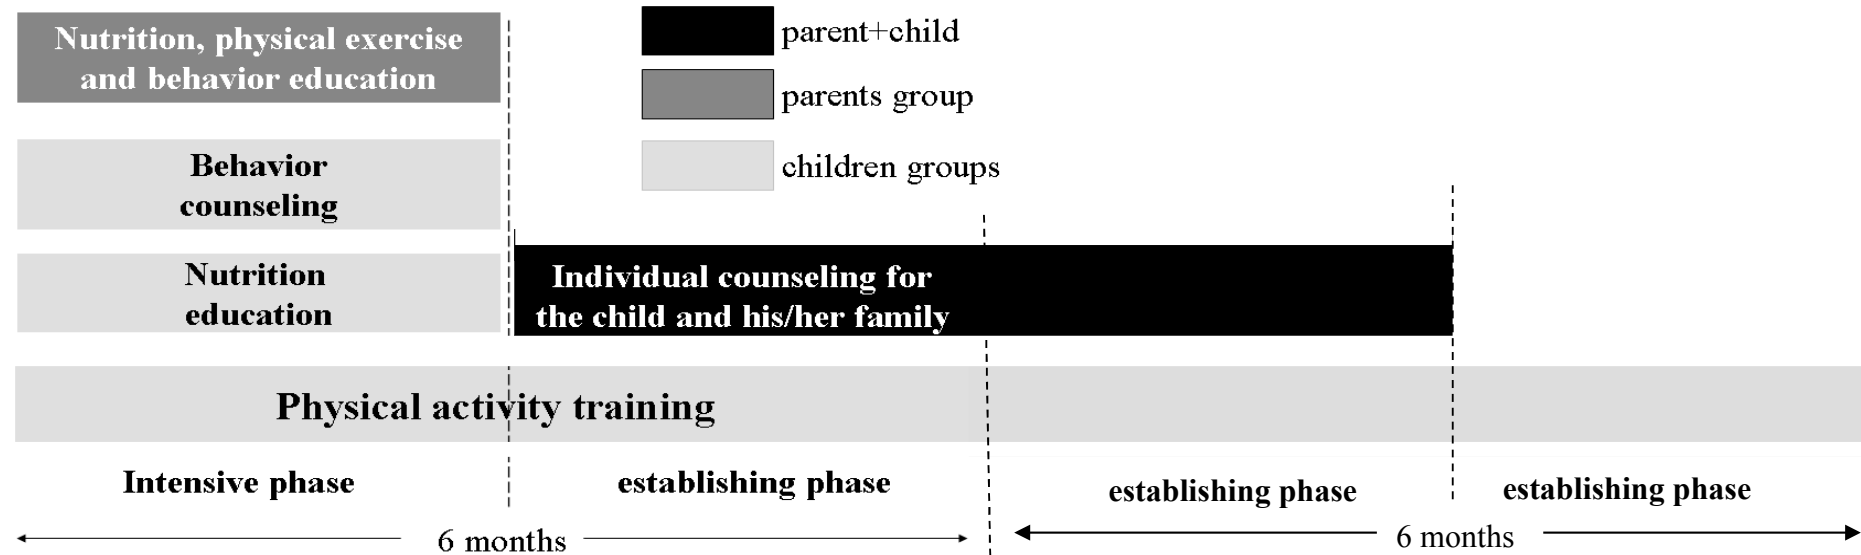 Nutrition, physical exercise
and behavior education
parent+child
parents group
children groups
Behavior
counseling
Nutrition
education
Individual counseling for
the child and his/her family
Physical activity training
Intensive phase
establishing phase
establishing phase
establishing phase
6 months
6 months